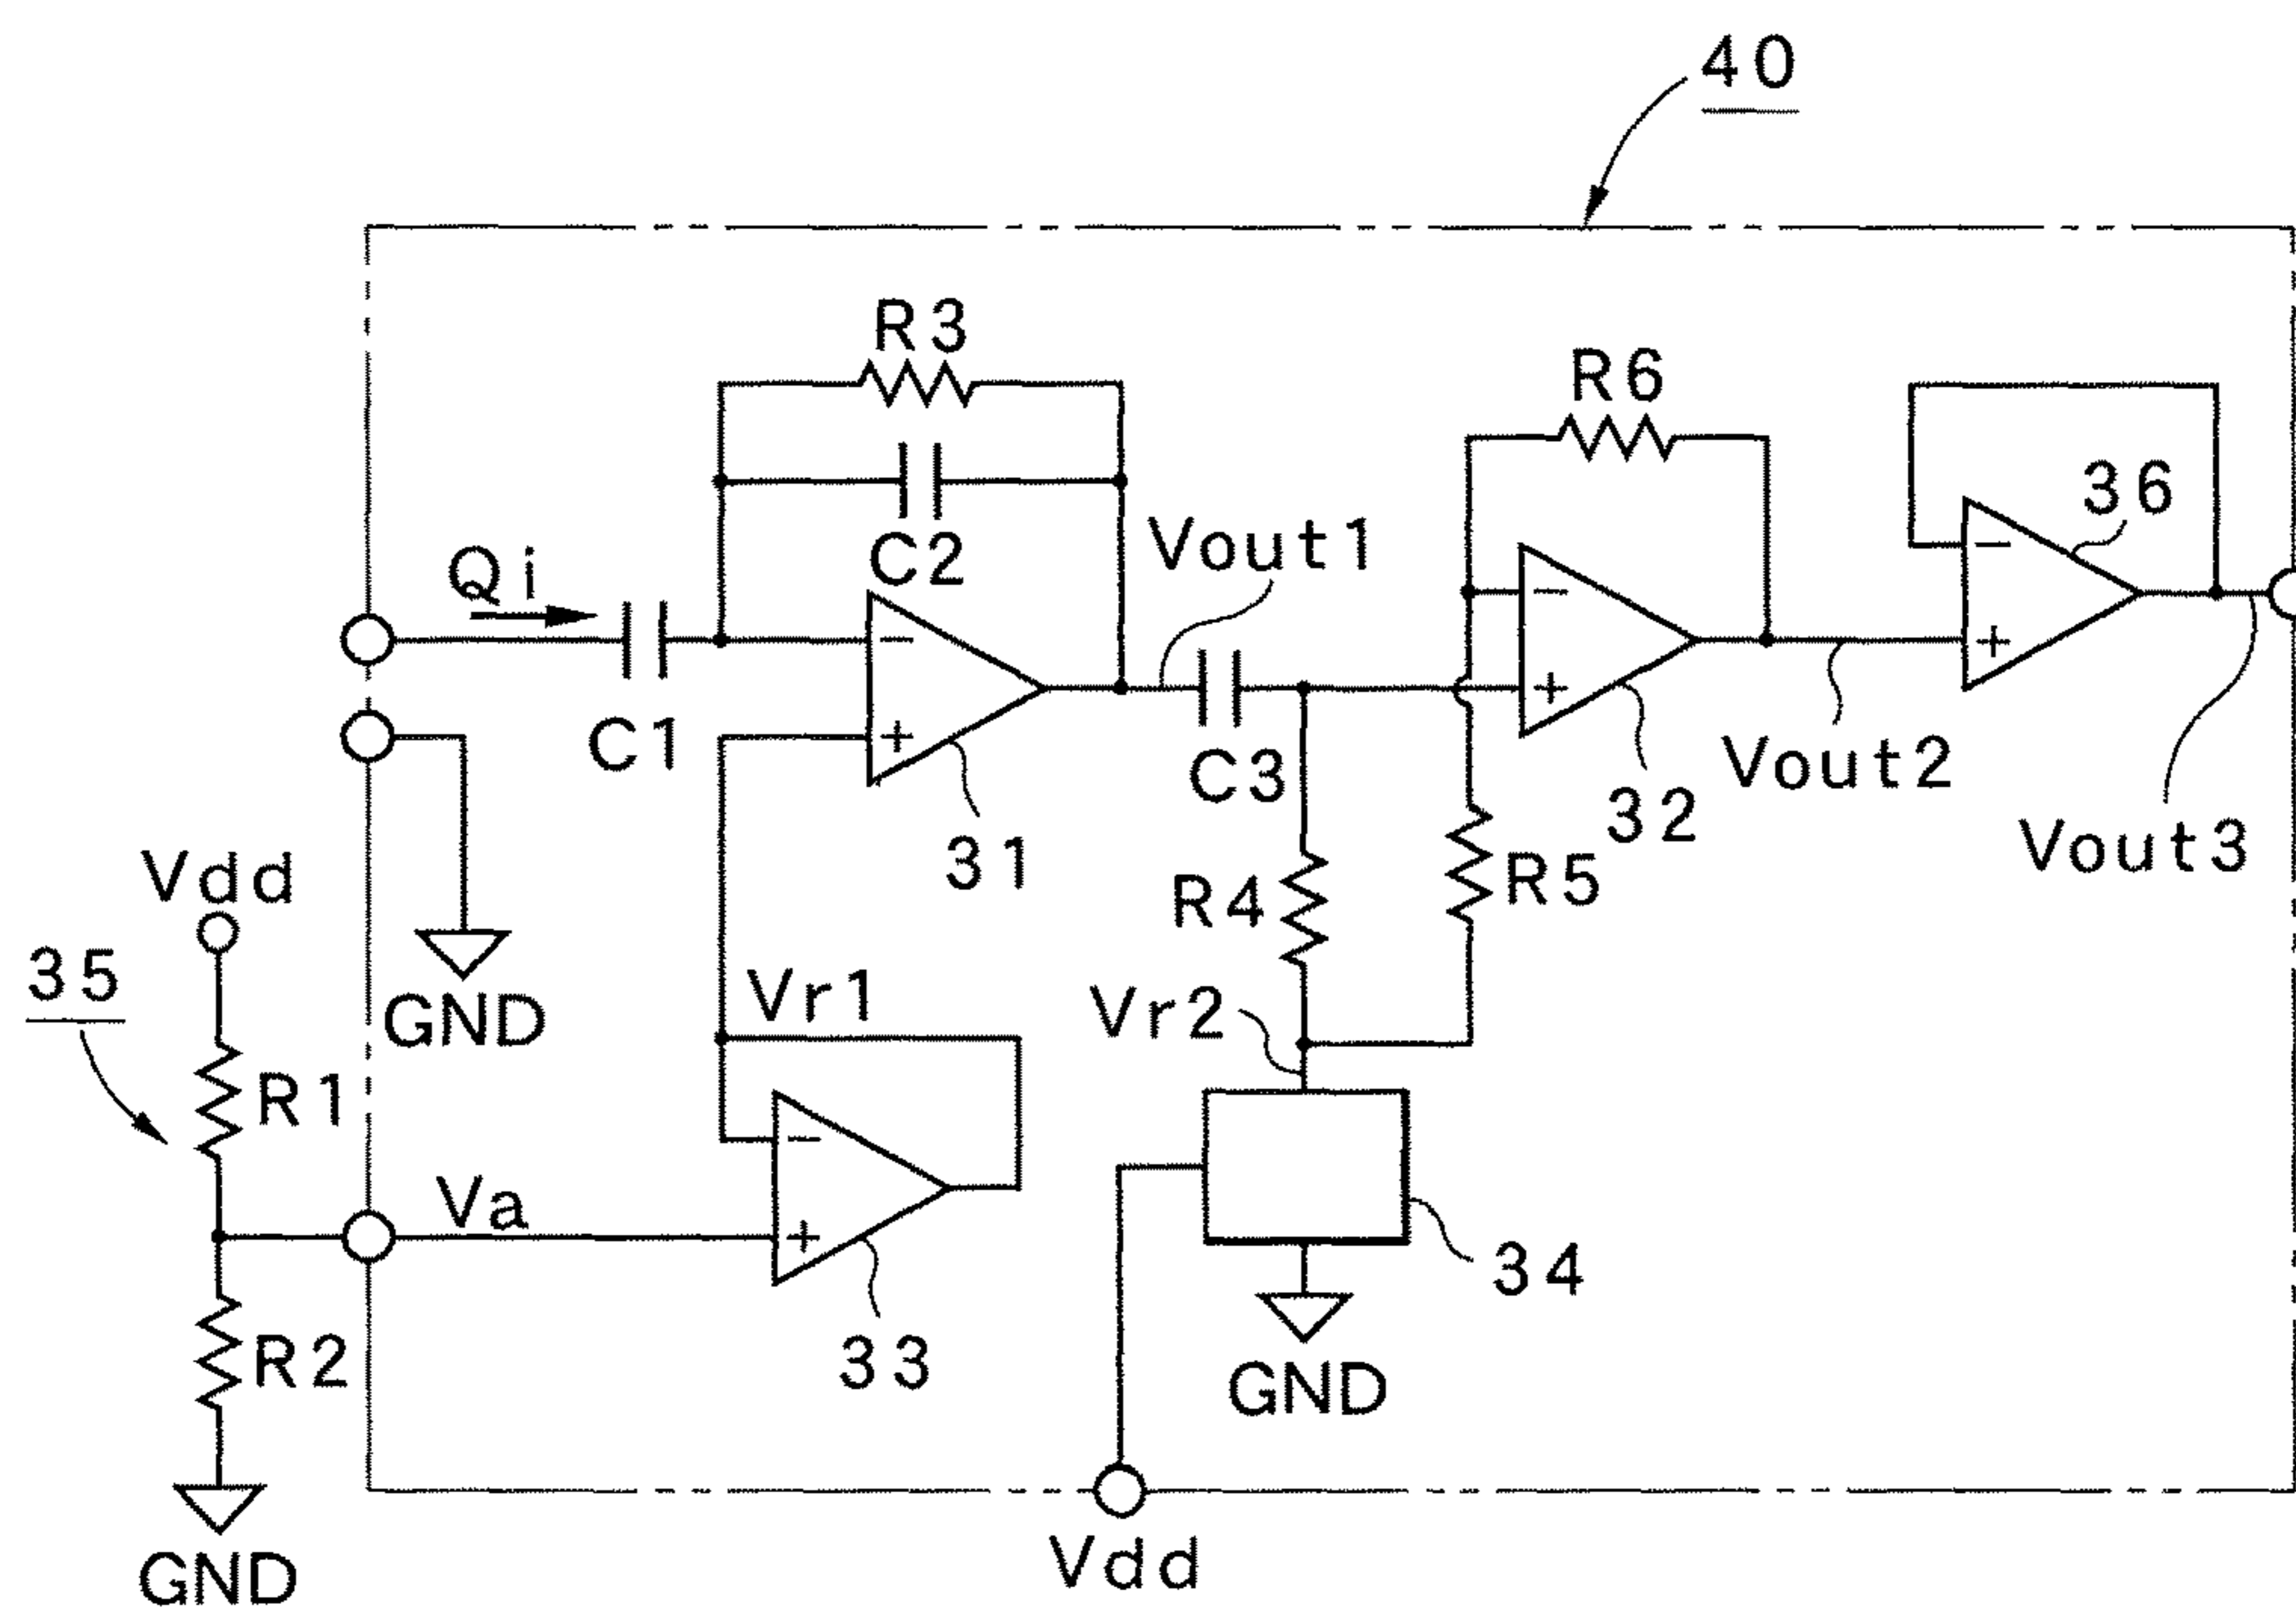 40
R3
R6
36
C2
Vout1
Qi
C1
C3
Vout2
32
31
Vout3
Vdd
R4
R5
35
GND
Vr1
Vr2
R1
Va
34
R2
33
GND
Vdd
GND